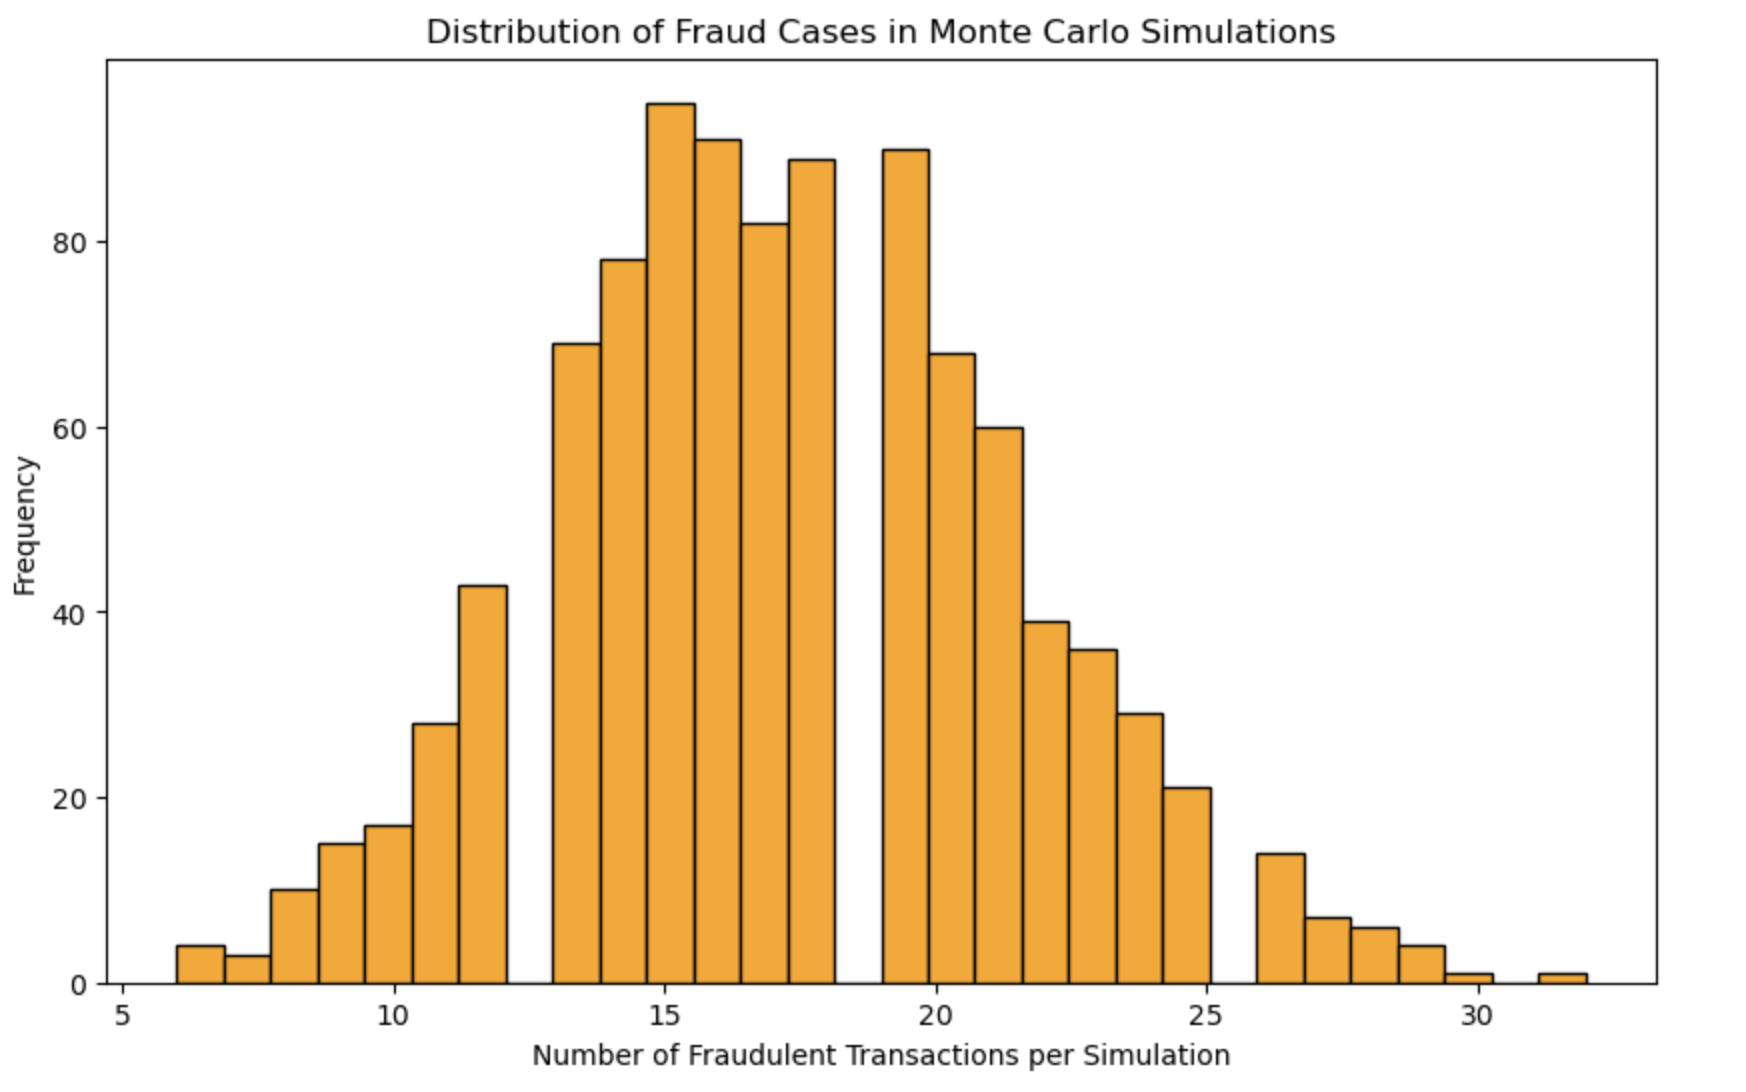 Distribution of Fraud Cases in Monte Carlo Simulations
80
60
40
20
0
Frequency
5 10 15 20 25 30
Number of Fraudulent Transactions per Simulation